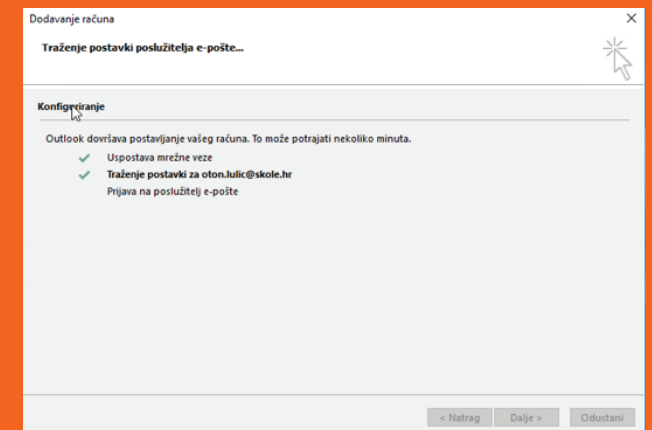 Dodavanje računa
Traženje postavki poslužitelja e-pošte...
Konfiguriranje
Outlook dovršava postavljanje vašeg računa. To može potrajati nekoliko minuta.
Uspostava mrežne veze
Traženje postavki za oton.lulic@skole.hr
Prijava na poslužitelj e-pošte
< Natrag Dalje > Odustani